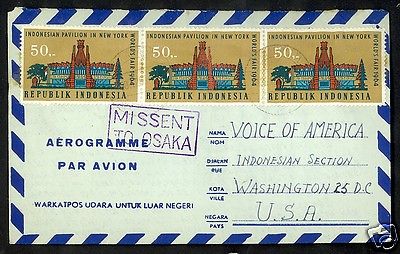 INDONESIAN PAVILION IN NEW YORK WORLD'S FAIR 1964
50.-
REPUBLIK INDONESIA
INDONESIAN PAVILION IN NEW YORK WORLD'S FAIR 1964
50.-
REPUBLIK INDONESIA
INDONESIAN PAVILION IN NEW YORK WORLD'S FAIR 1964
50.-
REPUBLIK INDONESIA
MISSENT
TO OSAKA
AEROGRAMME
PAR AVION
WARKATPOS UDARA UNTUK LUAR NEGERI
NAMA
NOM
VOICE OF AMERICA
DJALAN
RUE
INDONESIAN SECTION
KOTA
VILLE
WASHINGTON 25 D.C
NEGARA
PAYS
U.S.A.